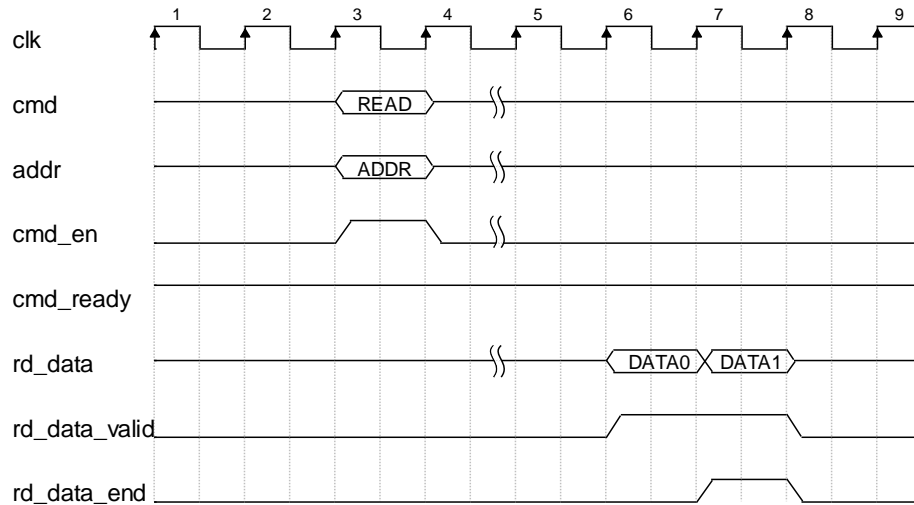 1 2 3 4 5 6 7 8 9
clk
cmd READ
addr ADDR
cmd_en
cmd_ready
rd_data DATA0 DATA1
rd_data_valid
rd_data_end